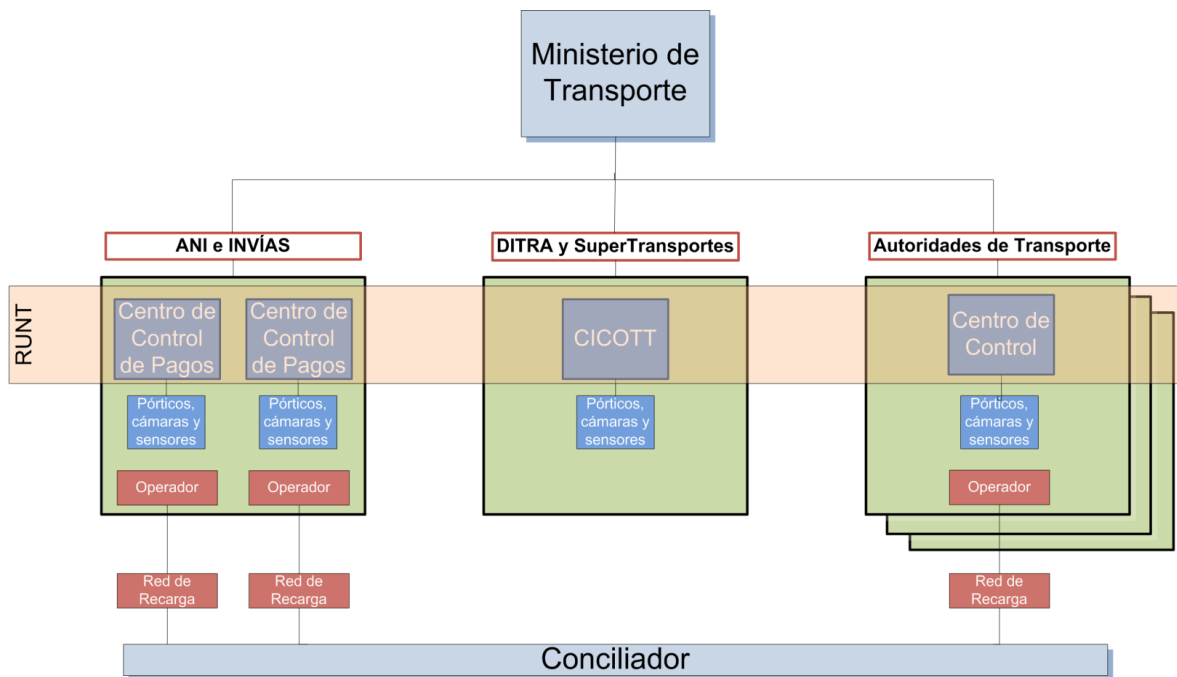 Ministerio de
Transporte
ANI e INVÍAS
DITRA y SuperTransportes
Autoridades de Transporte
RUNT
Centro de
Control
de Pagos
Centro de
Control
de Pagos
CICOTT
Centro de
Control
Pórticos,
cámaras y
sensores
Pórticos,
cámaras y
sensores
Pórticos,
cámaras y
sensores
Pórticos,
cámaras y
sensores
Operador
Operador
Operador
Red de
Recarga
Red de
Recarga
Red de
Recarga
Conciliador